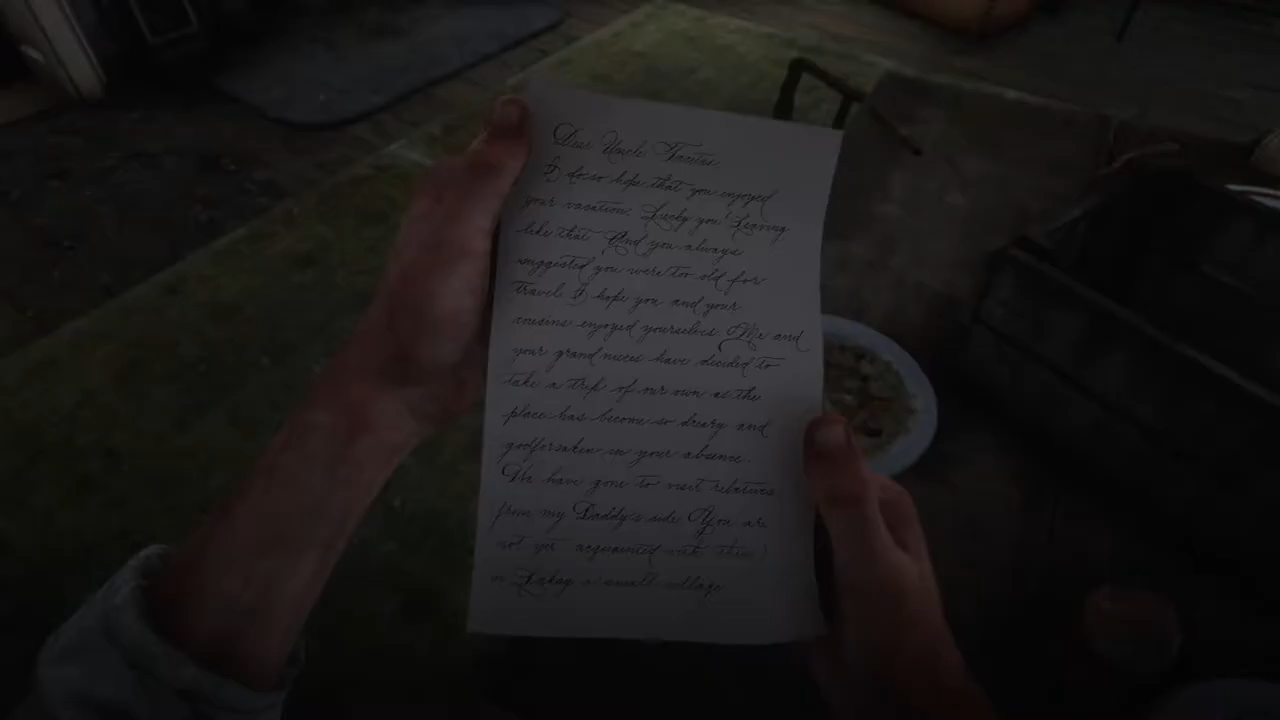 Dear Uncle Tacitus
I do so hope that you enjoyed
your vacation. Lucky you! Leaving
like that. And you always
suggested you were too old for
travel. I hope you and your
cousins enjoyed yourselves. Me and
your grand nieces have decided to
take a trip of our own as the
place has become so dreary and
godforsaken in your absence.
We have gone to visit relatives
from my Daddy's side (You are
not yet acquainted with them)
in a small village